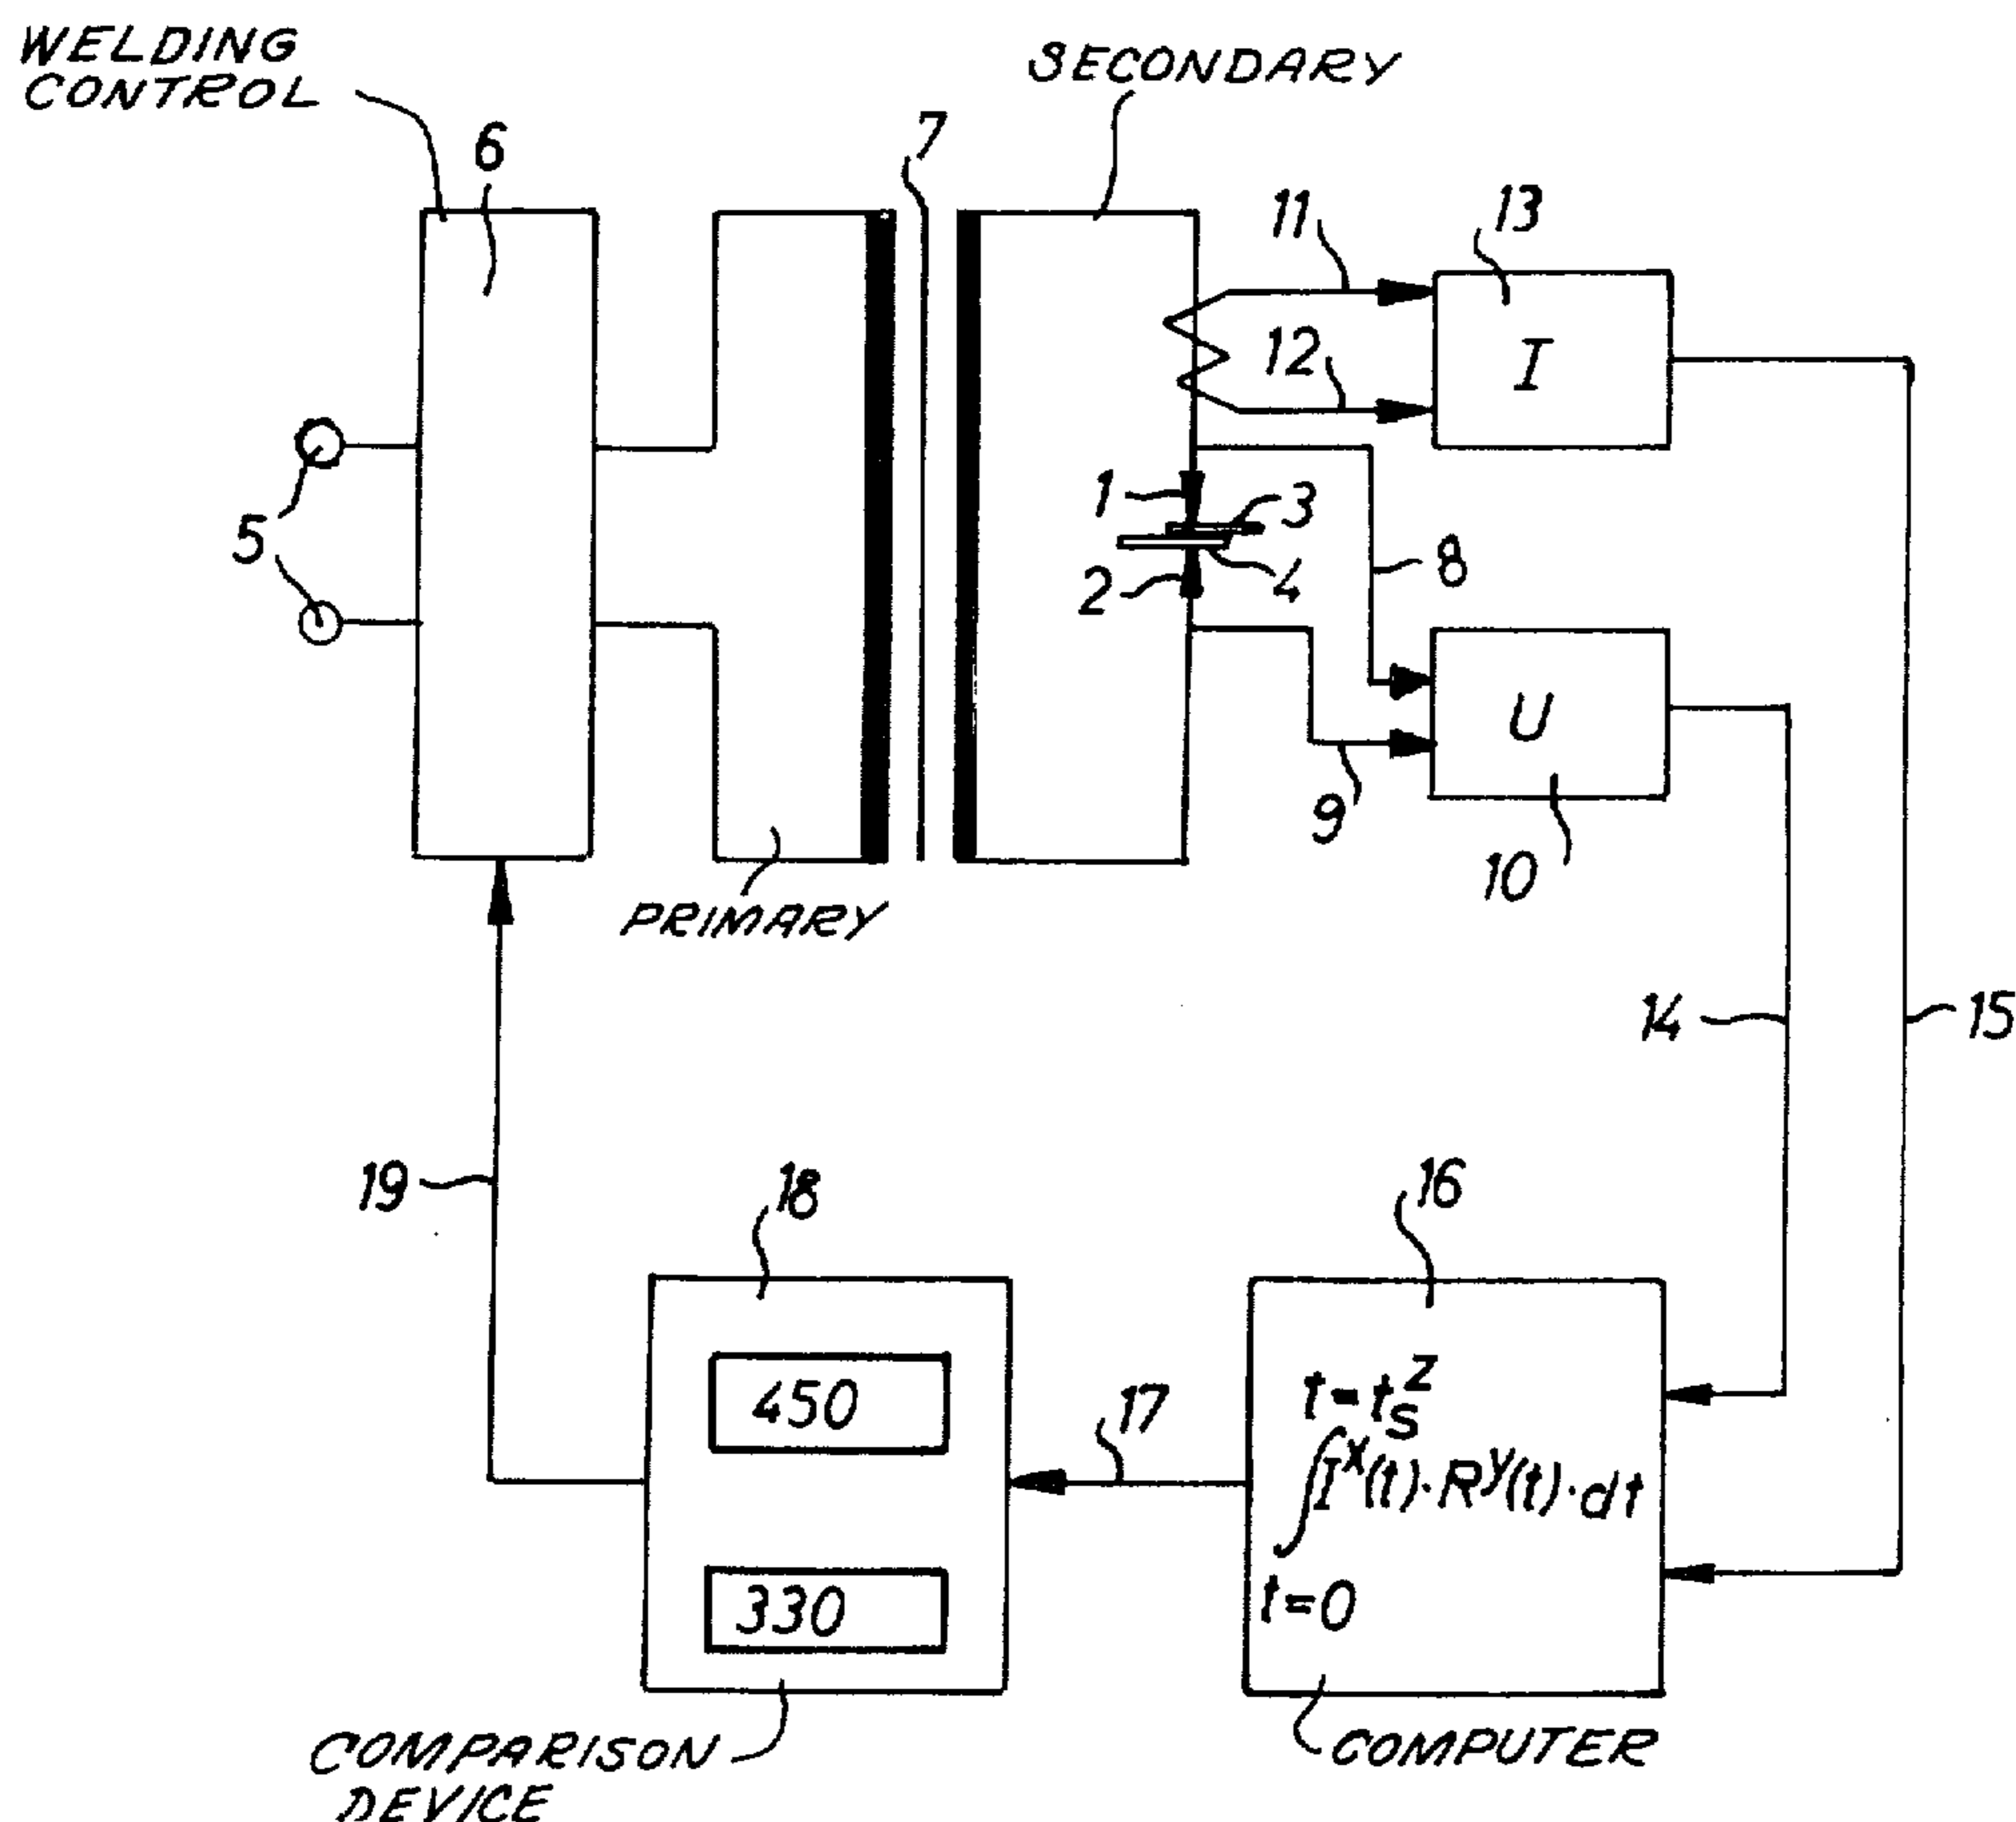 WELDING
CONTROL
SECONDARY
6
7
11
13
12
I
5
1
3
2
4
8
U
9
10
PRIMARY
14
15
19
18
16
17
450
330
t=t_s^z
∫I^x(t)·R^y(t)·dt
t=0
COMPARISON
DEVICE
COMPUTER